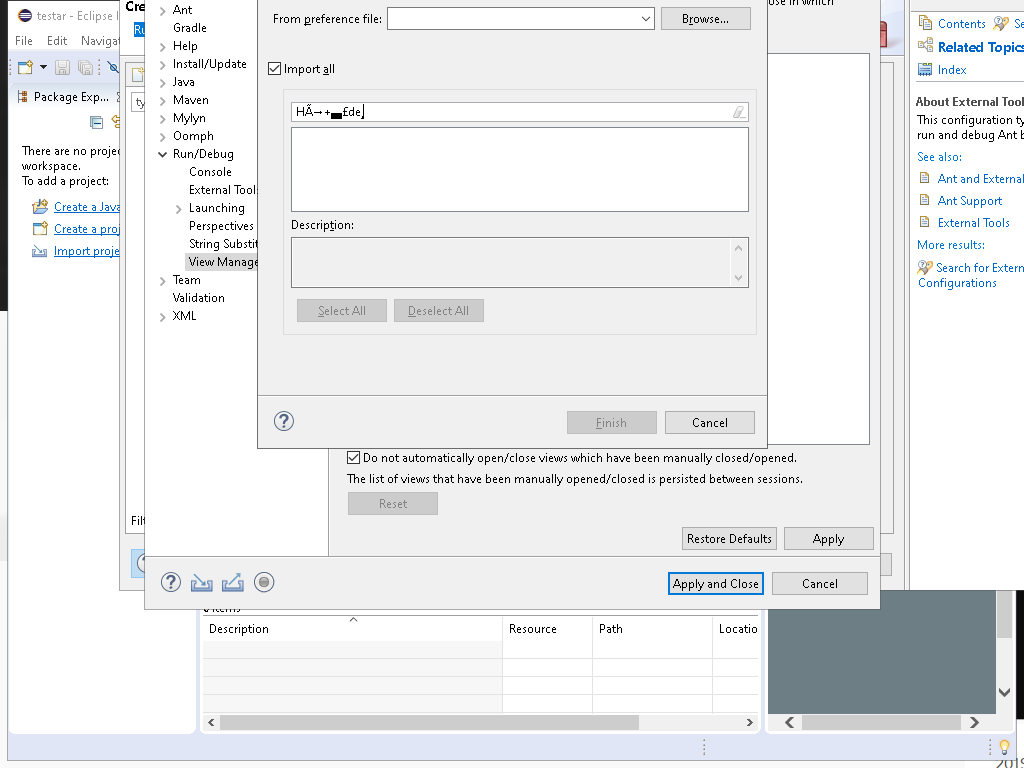 testar - Eclipse I
File Edit Navigat
Package Exp...
There are no projec
workspace.
To add a project:
Create a Java
Create a proj
Import proje
Cre
Ru
ty
Filt
Ant
Gradle
Help
Install/Update
Java
Maven
Mylyn
Oomph
Run/Debug
Console
External Tools
Launching
Perspectives
String Substit
View Manage
Team
Validation
XML
From preference file:
Browse...
Import all
HÃ→+▃£de⌡
Description:
Select All
Deselect All
Finish
Cancel
ose in which
Do not automatically open/close views which have been manually closed/opened.
The list of views that have been manually opened/closed is persisted between sessions.
Reset
Restore Defaults
Apply
Apply and Close
Cancel
Description
Resource
Path
Locatio
Contents
Se
Related Topics
Index
About External Tool
This configuration ty
run and debug Ant b
See also:
Ant and External
Ant Support
External Tools
More results:
Search for Extern
Configurations